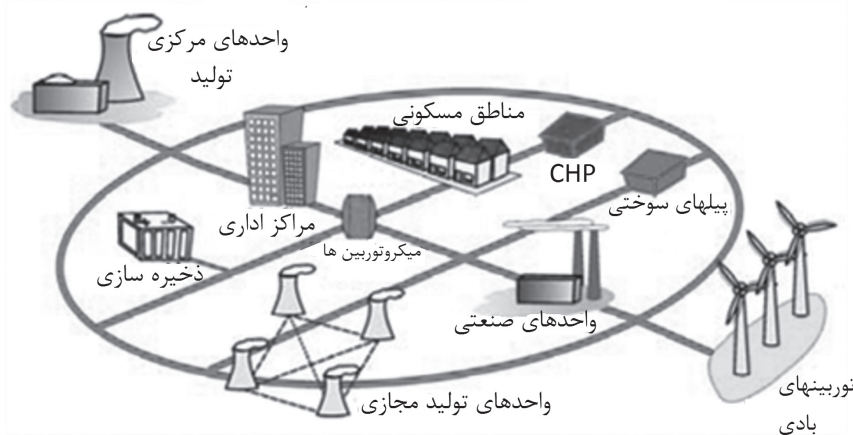 واحدهای مرکزی
تولید
مناطق مسکونی
CHP
پیلهای سوختی
مراکز اداری
میکروتوربین ها
ذخیره سازی
واحدهای صنعتی
توربینهای
بادی
واحدهای تولید مجازی